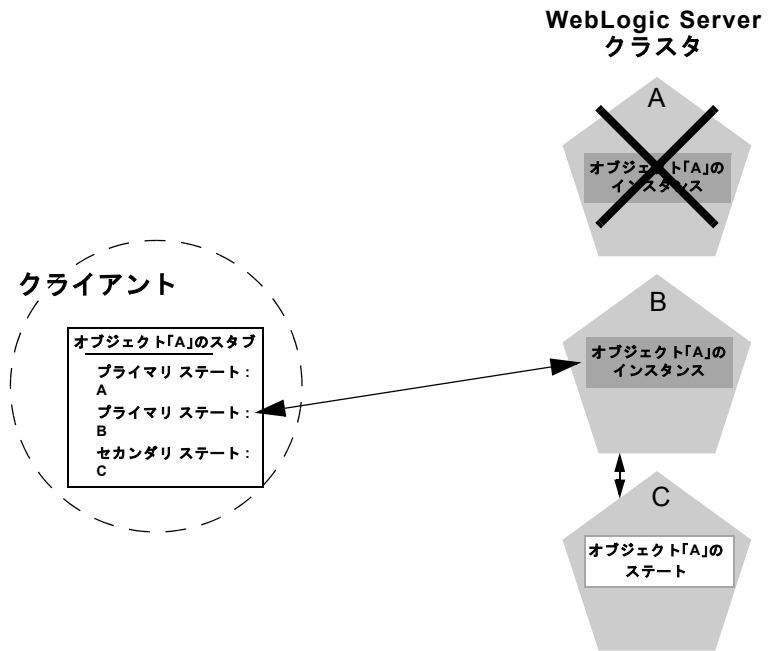 WebLogic Server
クラスタ
A
オブジェクト「A」の
インスタンス
クライアント
オブジェクト「A」のスタブ
プライマリ ステート :
A
プライマリ ステート :
B
セカンダリ ステート :
C
B
オブジェクト「A」の
インスタンス
C
オブジェクト「A」の
ステート